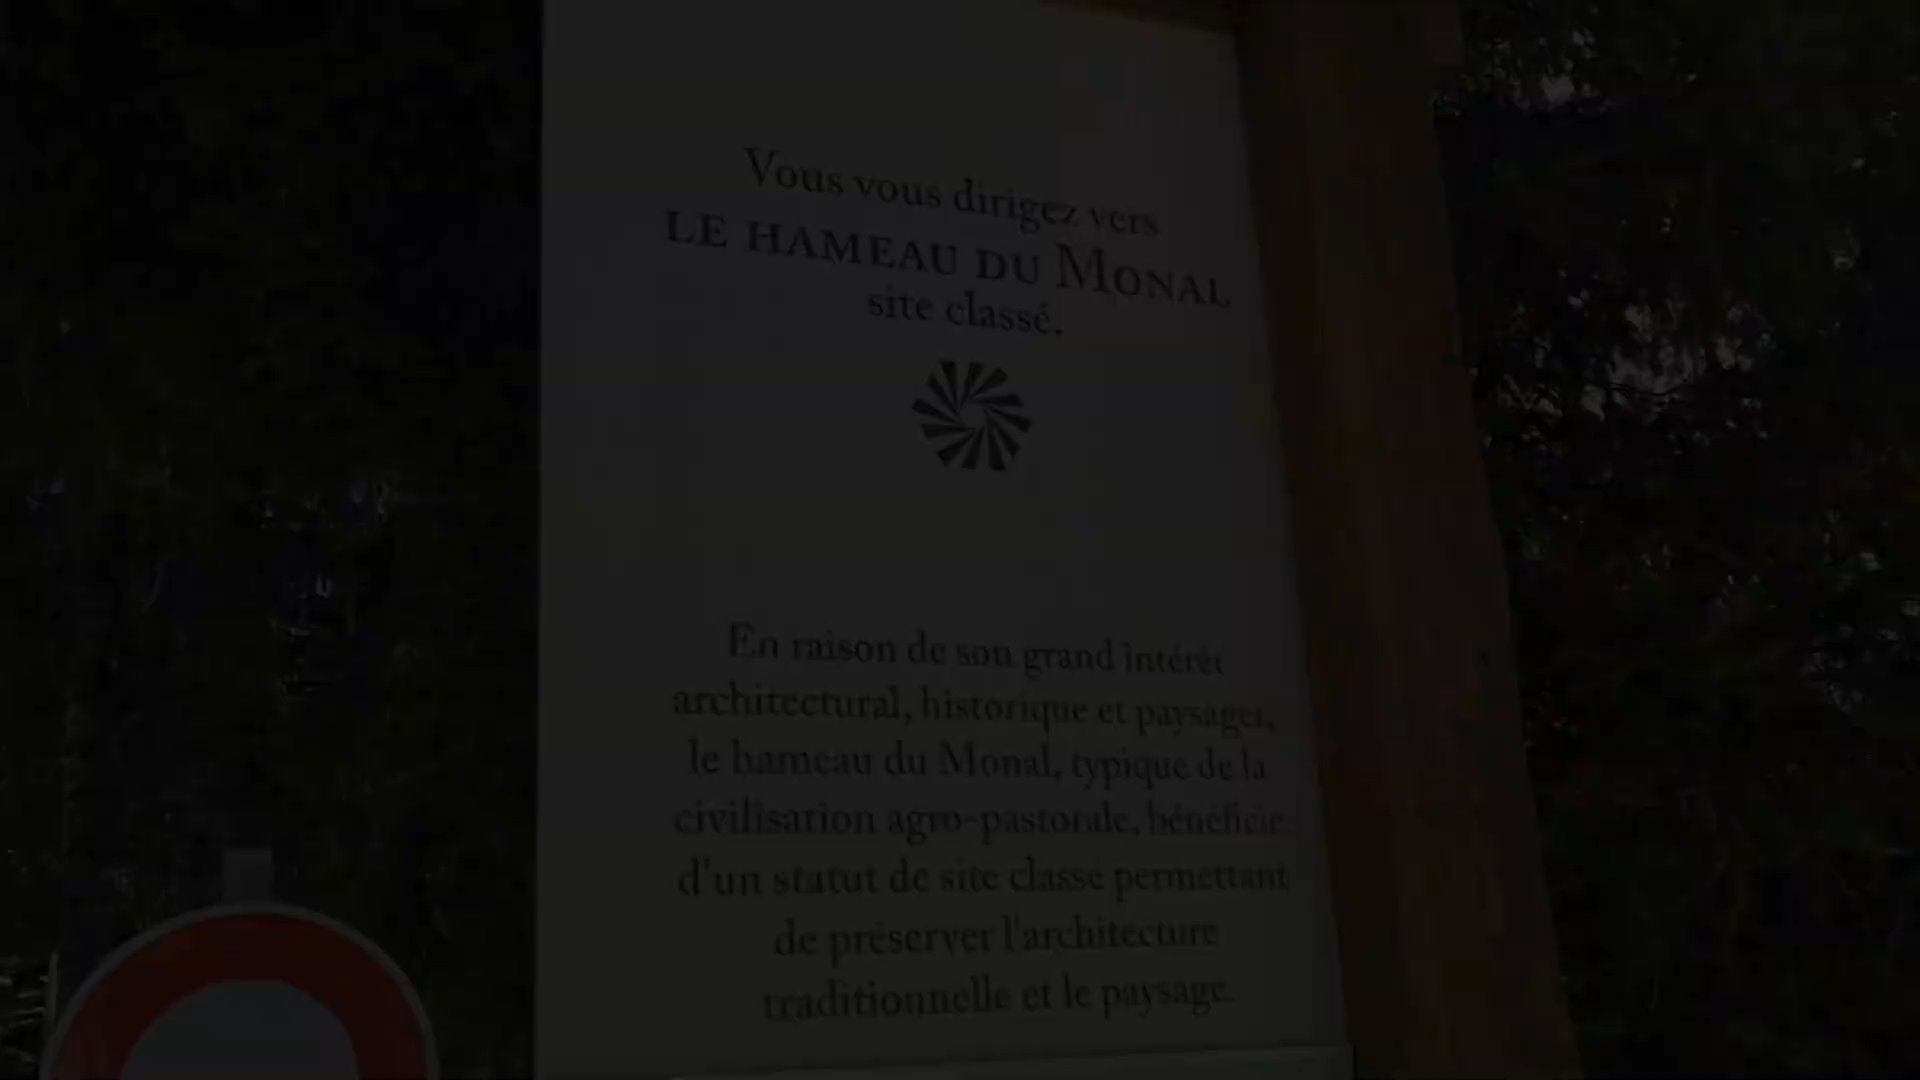 Vous vous dirigez vers
LE HAMEAU DU MONAL
site classé.
En raison de son grand intérêt
architectural, historique et paysager,
le hameau du Monal, typique de la
civilisation agro-pastorale, bénéficie
d'un statut de site classé permettant
de préserver l'architecture
traditionnelle et le paysage.